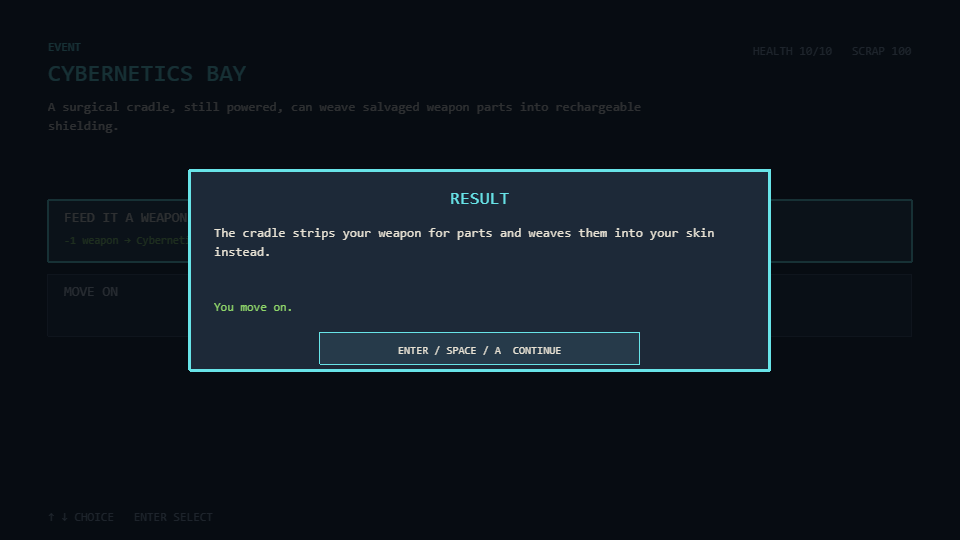 EVENT
HEALTH 10/10 SCRAP 100
CYBERNETICS BAY
A surgical cradle, still powered, can weave salvaged weapon parts into rechargeable
shielding.
RESULT
The cradle strips your weapon for parts and weaves them into your skin
instead.
You move on.
ENTER / SPACE / A CONTINUE
FEED IT A WEAPON
-1 weapon →
MOVE ON
↑ ↓ CHOICE ENTER SELECT